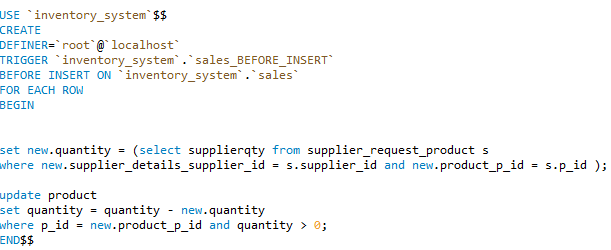 USE `inventory_system`$$
CREATE
DEFINER=`root`@`localhost`
TRIGGER `inventory_system`.`sales_BEFORE_INSERT`
BEFORE INSERT ON `inventory_system`.`sales`
FOR EACH ROW
BEGIN
set new.quantity = (select supplierqty from supplier_request_product s
where new.supplier_details_supplier_id = s.supplier_id and new.product_p_id = s.p_id );
update product
set quantity = quantity - new.quantity
where p_id = new.product_p_id and quantity > 0;
END$$